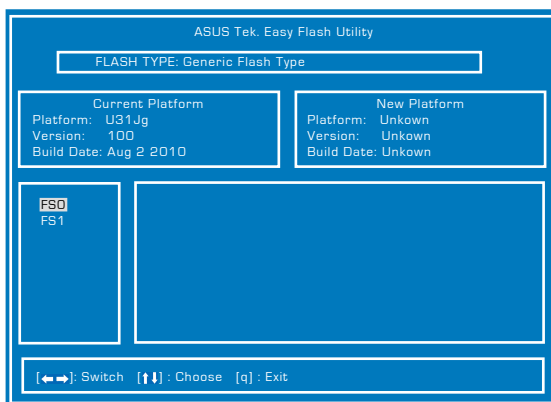 ASUS Tek. Easy Flash Utility
FLASH TYPE: Generic Flash Type
Current Platform
Platform: U31Jg
Version: 100
Build Date: Aug 2 2010
New Platform
Platform: Unkown
Version: Unkown
Build Date: Unkown
FS0
FS1
[←→]: Switch [↑↓] : Choose [q] : Exit